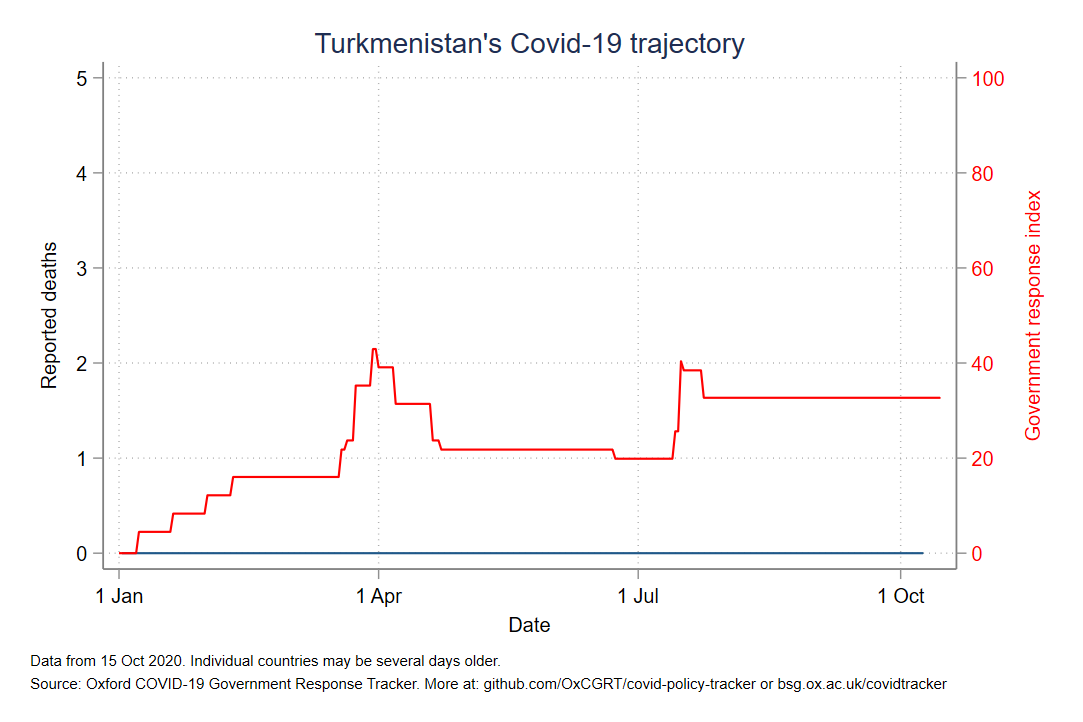 Turkmenistan's Covid-19 trajectory
5
4
3
2
1
0
Reported deaths
100
80
60
40
20
0
Government response index
1 Jan
1 Apr
1 Jul
1 Oct
Date
Data from 15 Oct 2020. Individual countries may be several days older.
Source: Oxford COVID-19 Government Response Tracker. More at: github.com/OxCGRT/covid-policy-tracker or bsg.ox.ac.uk/covidtracker